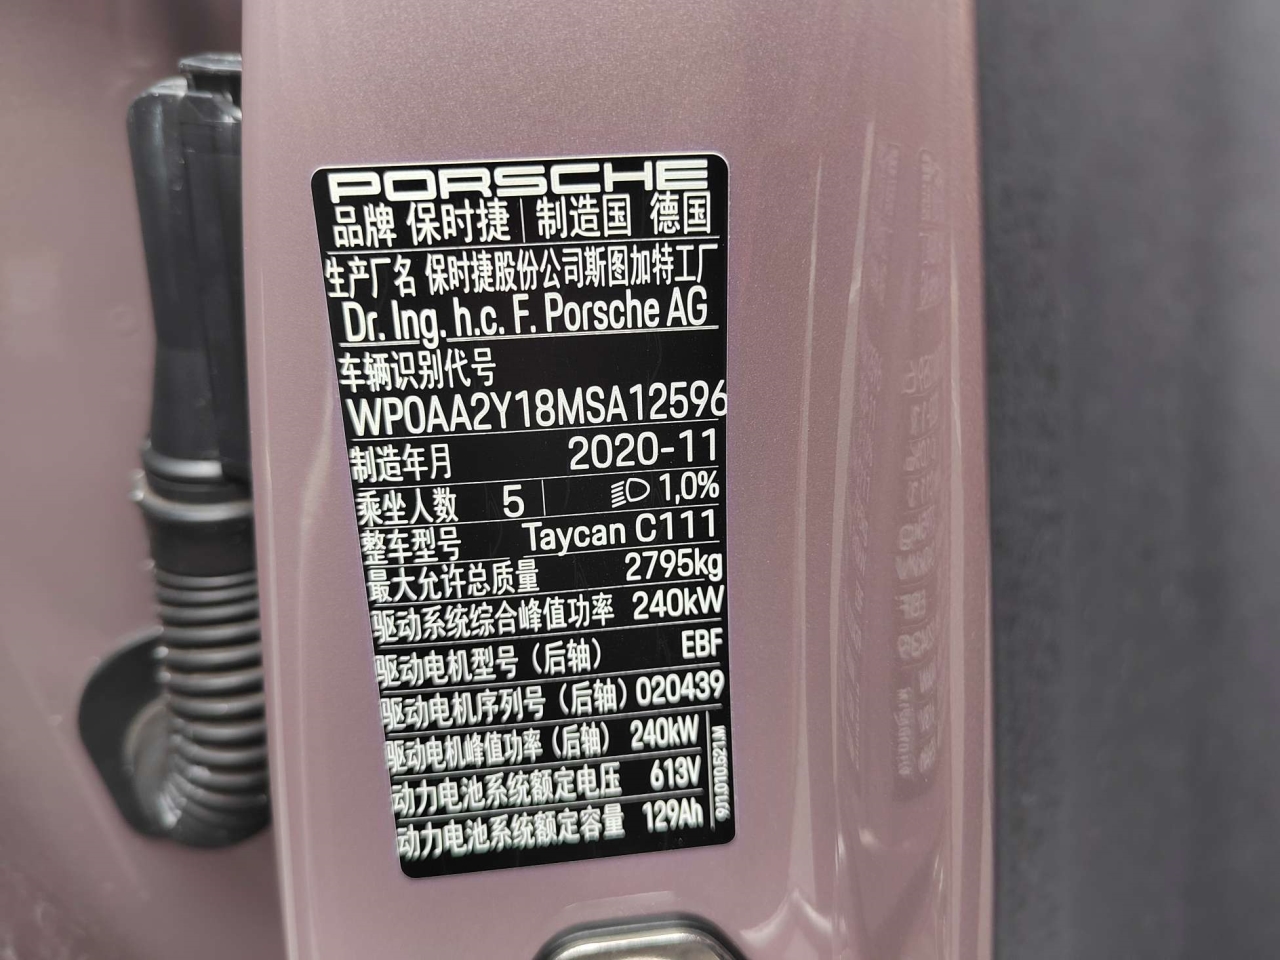 PORSCHE
品牌 保时捷 制造国 德国
生产厂名 保时捷股份公司斯图加特工厂
Dr. Ing. h.c. F. Porsche AG
车辆识别代号
WP0AA2Y18MSA12596
制造年月 2020-11
乘坐人数 5 1,0%
整车型号 Taycan C111
最大允许总质量 2795kg
驱动系统综合峰值功率 240kW
驱动电机型号（后轴） EBF
驱动电机序列号（后轴） 020439
驱动电机峰值功率（后轴） 240kW
动力电池系统额定电压 613V
动力电池系统额定容量 129Ah
9J1.010.521.M